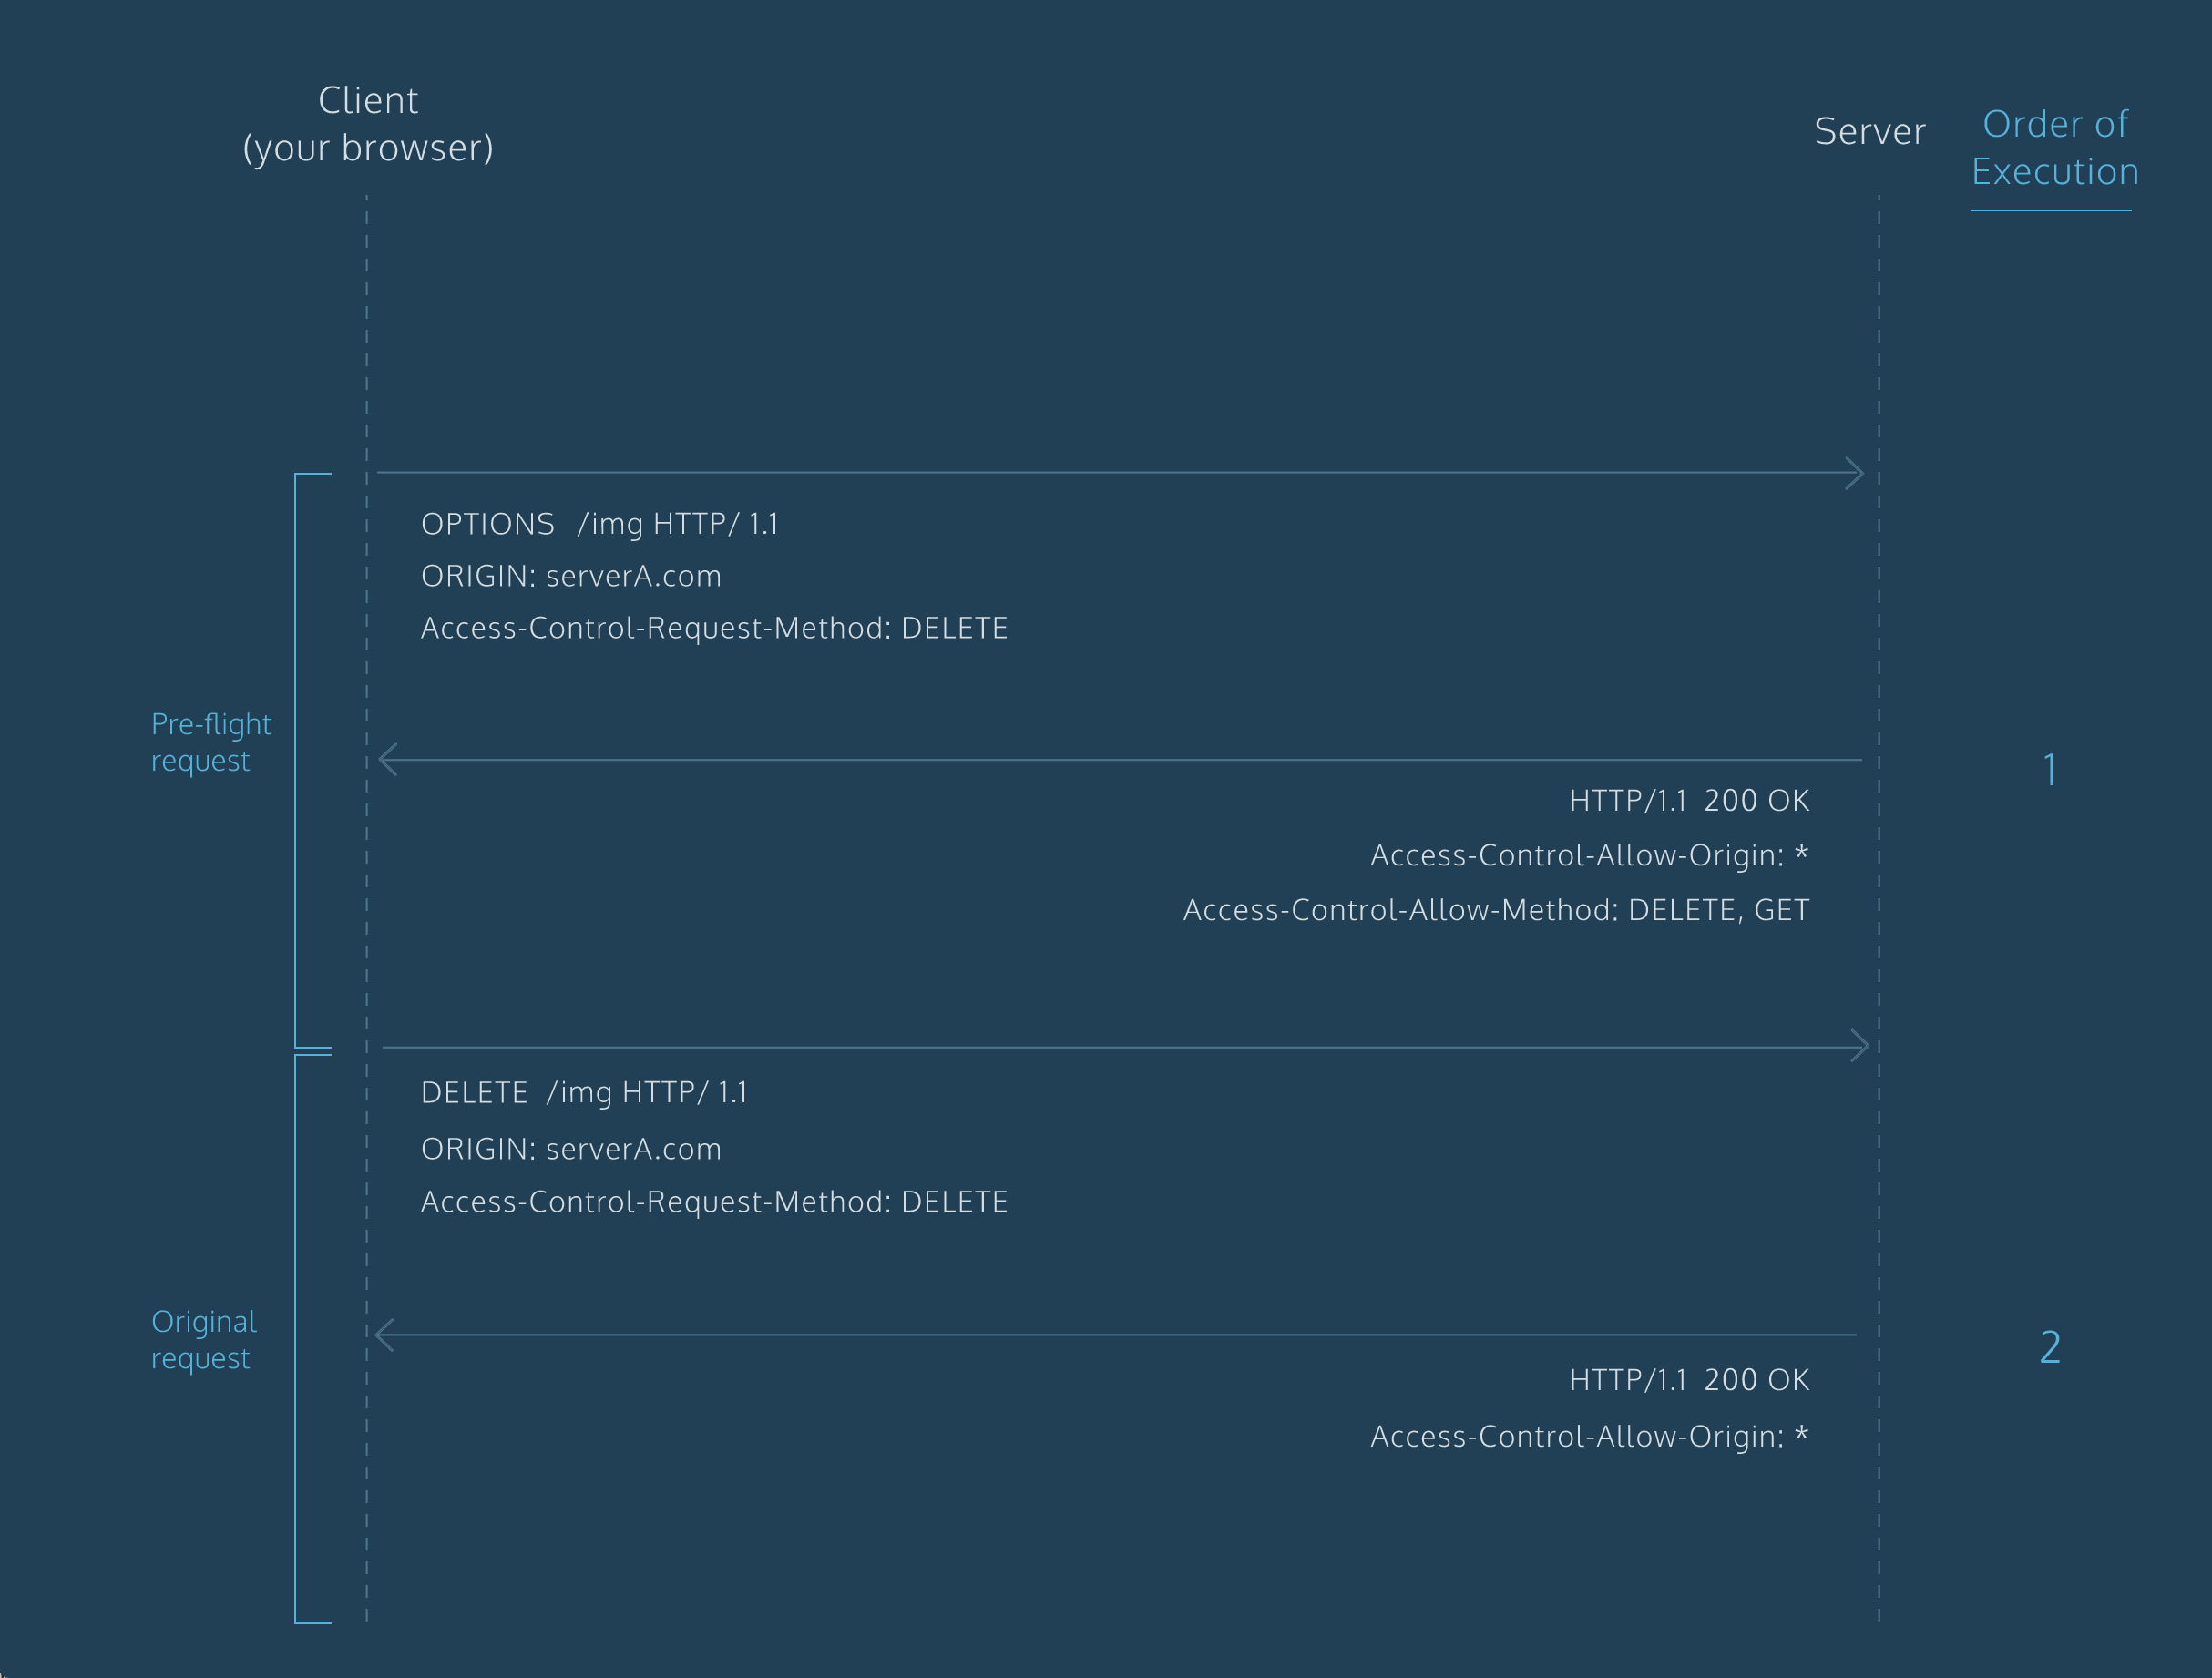 Client
(your browser)
Server
Order of
Execution
OPTIONS /img HTTP/ 1.1
ORIGIN: serverA.com
Access-Control-Request-Method: DELETE
Pre-flight
request
1
HTTP/1.1 200 OK
Access-Control-Allow-Origin: *
Access-Control-Allow-Method: DELETE, GET
DELETE /img HTTP/ 1.1
ORIGIN: serverA.com
Access-Control-Request-Method: DELETE
Original
request
2
HTTP/1.1 200 OK
Access-Control-Allow-Origin: *